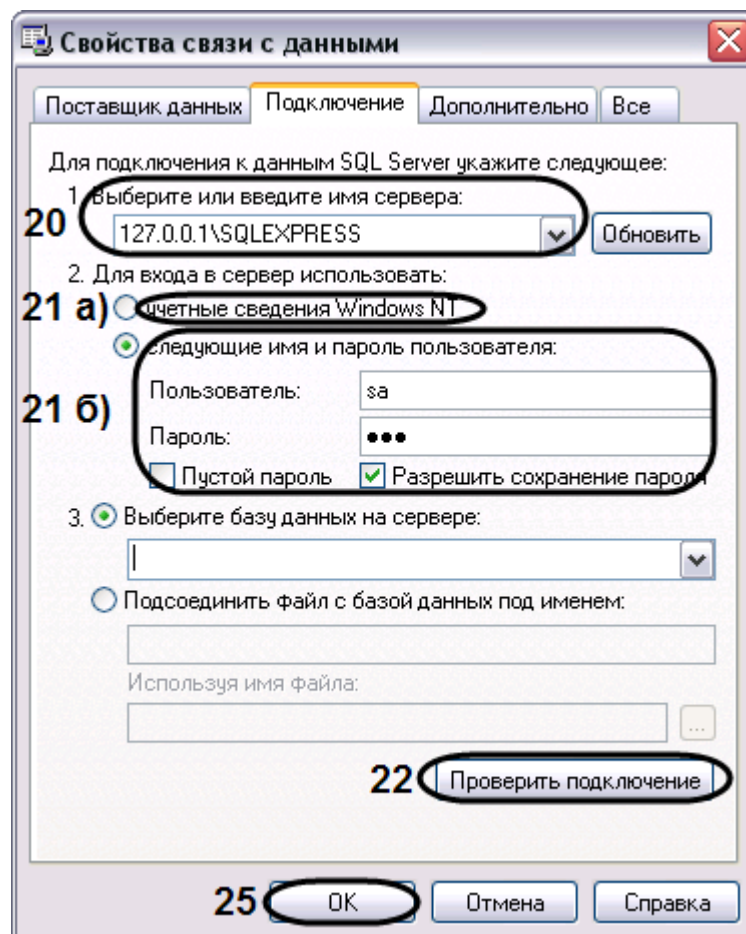 Свойства связи с данными
Поставщик данных Подключение Дополнительно Все
Для подключения к данным SQL Server укажите следующее:
1. Выберите или введите имя сервера:
20 127.0.0.1\SQLEXPRESS Обновить
2. Для входа в сервер использовать:
21 а) учетные сведения Windows NT
следующие имя и пароль пользователя:
21 б) Пользователь: sa
Пароль: •••
Пустой пароль Разрешить сохранение пароля
3. Выберите базу данных на сервере:
Подсоединить файл с базой данных под именем:
Используя имя файла:
...
22 Проверить подключение
25 OK Отмена Справка